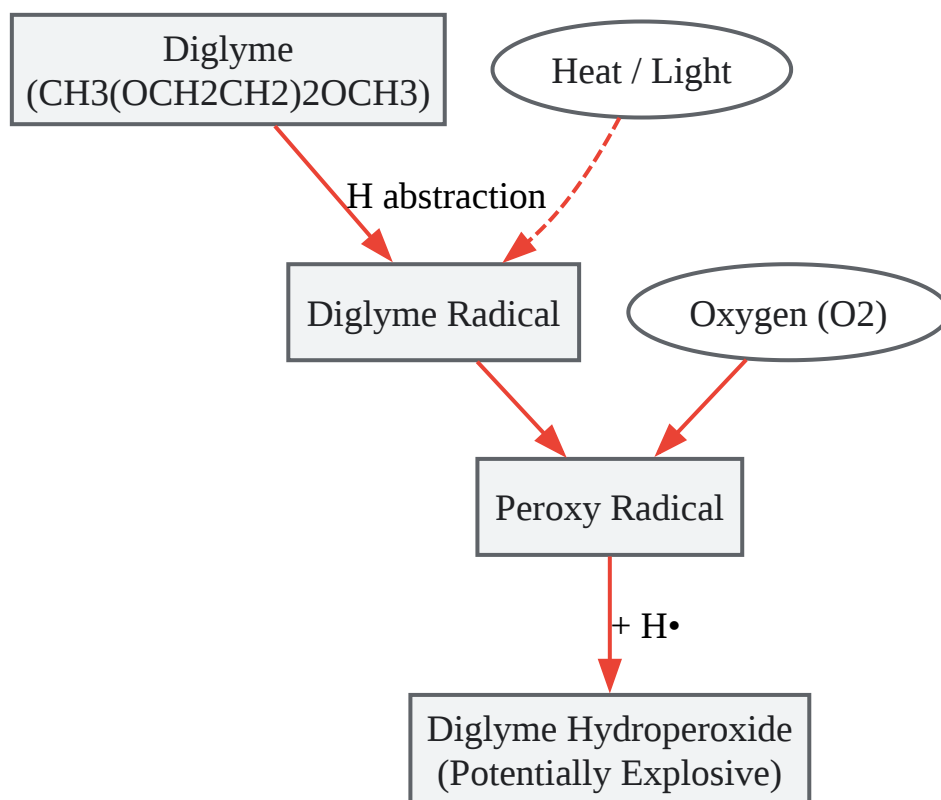 Diglyme
(CH3(OCH2CH2)2OCH3)
Heat / Light
H abstraction
Diglyme Radical
Oxygen (O2)
Peroxy Radical
+ H•
Diglyme Hydroperoxide
(Potentially Explosive)